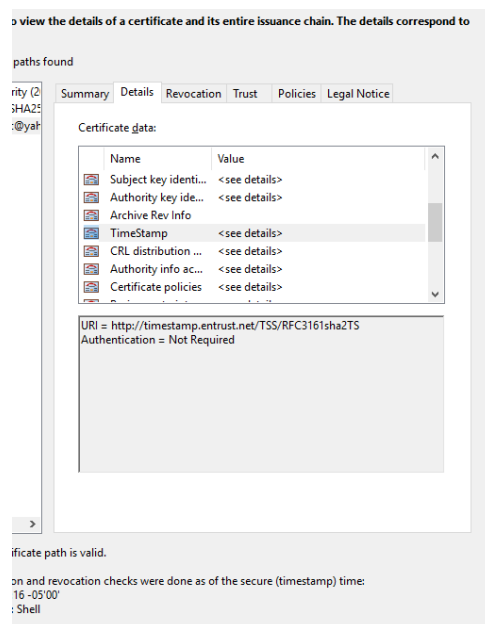 o view the details of a certificate and its entire issuance chain. The details correspond to
paths found
rity (2
SHA25
:@yah
Summary Details Revocation Trust Policies Legal Notice
Certificate data:
Name Value
Subject key identi... <see details>
Authority key ide... <see details>
Archive Rev Info
TimeStamp <see details>
CRL distribution ... <see details>
Authority info ac... <see details>
Certificate policies <see details>
URI = http://timestamp.entrust.net/TSS/RFC3161sha2TS
Authentication = Not Required
ificate path is valid.
on and revocation checks were done as of the secure (timestamp) time:
16 -05'00'
: Shell